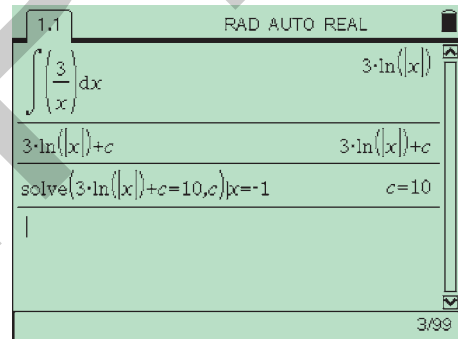 1.1 RAD AUTO REAL
∫(3/x)dx 3·ln(|x|)
3·ln(|x|)+c 3·ln(|x|)+c
solve(3·ln(|x|)+c=10,c)|x=-1 c=10
3/99